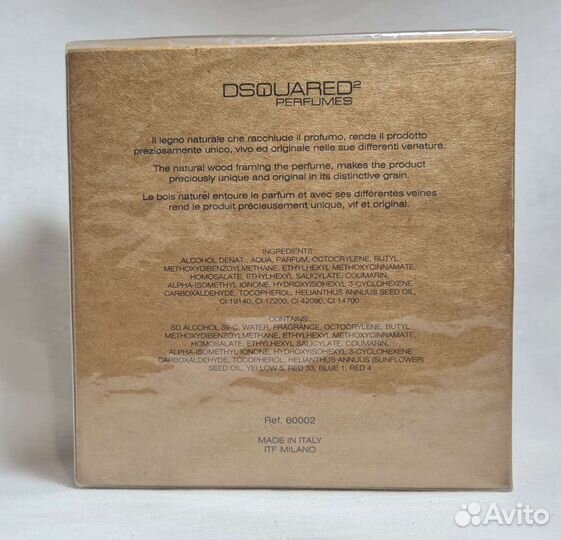 DSQUARED²
PERFUMES
Il legno naturale che racchiude il profumo, rende il prodotto
preziosamente unico, vivo ed originale nelle sue differenti venature.
The natural wood framing the perfume, makes the product
preciously unique and original in its distinctive grain.
Le bois naturel entoure le parfum et avec ses différentes veines
rend le produit précieusement unique, vif et original.
INGREDIENTS:
ALCOHOL DENAT., AQUA, PARFUM, OCTOCRYLENE, BUTYL
METHOXYDIBENZOYLMETHANE, ETHYLHEXYL METHOXYCINNAMATE,
HOMOSALATE, ETHYLHEXYL SALICYLATE, COUMARIN,
ALPHA-ISOMETHYL IONONE, HYDROXYISOHEXYL 3-CYCLOHEXENE
CARBOXALDEHYDE, TOCOPHEROL, HELIANTHUS ANNUUS SEED OIL,
CI 19140, CI 17200, CI 42090, CI 14700
CONTAINS:
SD ALCOHOL 39-C, WATER, FRAGRANCE, OCTOCRYLENE, BUTYL
METHOXYDIBENZOYLMETHANE, ETHYLHEXYL METHOXYCINNAMATE,
HOMOSALATE, ETHYLHEXYL SALICYLATE, COUMARIN,
ALPHA-ISOMETHYL IONONE, HYDROXYISOHEXYL 3-CYCLOHEXENE
CARBOXALDEHYDE, TOCOPHEROL, HELIANTHUS ANNUUS (SUNFLOWER)
SEED OIL, YELLOW 5, RED 33, BLUE 1, RED 4
Ref. 60002
MADE IN ITALY
ITF MILANO
Avito